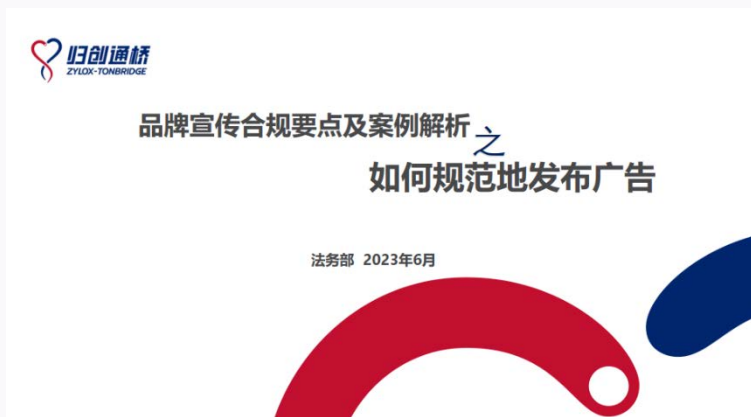 归创通桥
ZYLOX-TONBRIDGE
品牌宣传合规要点及案例解析
之
如何规范地发布广告
法务部 2023年6月